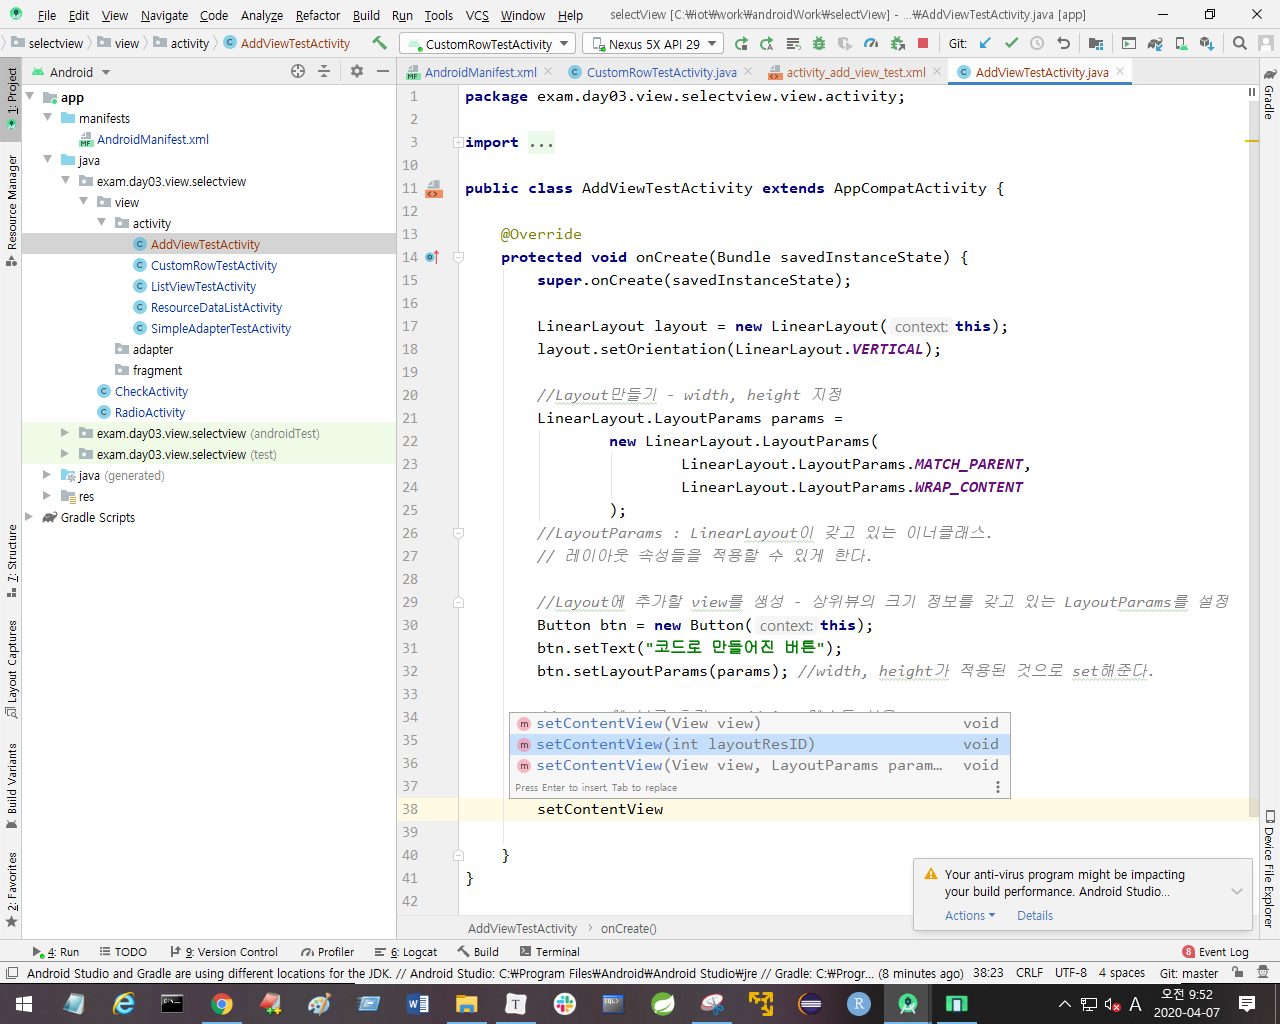 File Edit View Navigate Code Analyze Refactor Build Run Tools VCS Window Help selectView [C:₩iot₩work₩androidWork₩selectView] - ...₩AddViewTestActivity.java [app]
selectview view activity AddViewTestActivity CustomRowTestActivity Nexus 5X API 29 Git:
1: Project
Resource Manager
7: Structure
Layout Captures
Build Variants
2: Favorites
Android
app
manifests
AndroidManifest.xml
java
exam.day03.view.selectview
view
activity
AddViewTestActivity
CustomRowTestActivity
ListViewTestActivity
ResourceDataListActivity
SimpleAdapterTestActivity
adapter
fragment
CheckActivity
RadioActivity
exam.day03.view.selectview (androidTest)
exam.day03.view.selectview (test)
java (generated)
res
Gradle Scripts
AndroidManifest.xml CustomRowTestActivity.java activity_add_view_test.xml AddViewTestActivity.java
1 package exam.day03.view.selectview.view.activity;
2
3 import ...
10
11 public class AddViewTestActivity extends AppCompatActivity {
12
13 @Override
14 protected void onCreate(Bundle savedInstanceState) {
15 super.onCreate(savedInstanceState);
16
17 LinearLayout layout = new LinearLayout( context: this);
18 layout.setOrientation(LinearLayout.VERTICAL);
19
20 //Layout만들기 - width, height 지정
21 LinearLayout.LayoutParams params =
22 new LinearLayout.LayoutParams(
23 LinearLayout.LayoutParams.MATCH_PARENT,
24 LinearLayout.LayoutParams.WRAP_CONTENT
25 );
26 //LayoutParams : LinearLayout이 갖고 있는 이너클래스.
27 // 레이아웃 속성들을 적용할 수 있게 한다.
28
29 //Layout에 추가할 view를 생성 - 상위뷰의 크기 정보를 갖고 있는 LayoutParams를 설정
30 Button btn = new Button( context: this);
31 btn.setText("코드로 만들어진 버튼");
32 btn.setLayoutParams(params); //width, height가 적용된 것으로 set해준다.
33
34
35
36
37
38 setContentView
39
40 }
41 }
42
m setContentView(View view) void
m setContentView(int layoutResID) void
m setContentView(View view, LayoutParams param… void
Press Enter to insert, Tab to replace
Gradle
Device File Explorer
Your anti-virus program might be impacting
your build performance. Android Studio...
Actions Details
AddViewTestActivity onCreate()
4: Run TODO 9: Version Control Profiler 6: Logcat Build Terminal 8 Event Log
Android Studio and Gradle are using different locations for the JDK. // Android Studio: C:₩Program Files₩Android₩Android Studio₩jre // Gradle: C:₩Progr... (8 minutes ago) 38:23 CRLF UTF-8 4 spaces Git: master
A 오전 9:52
2020-04-07